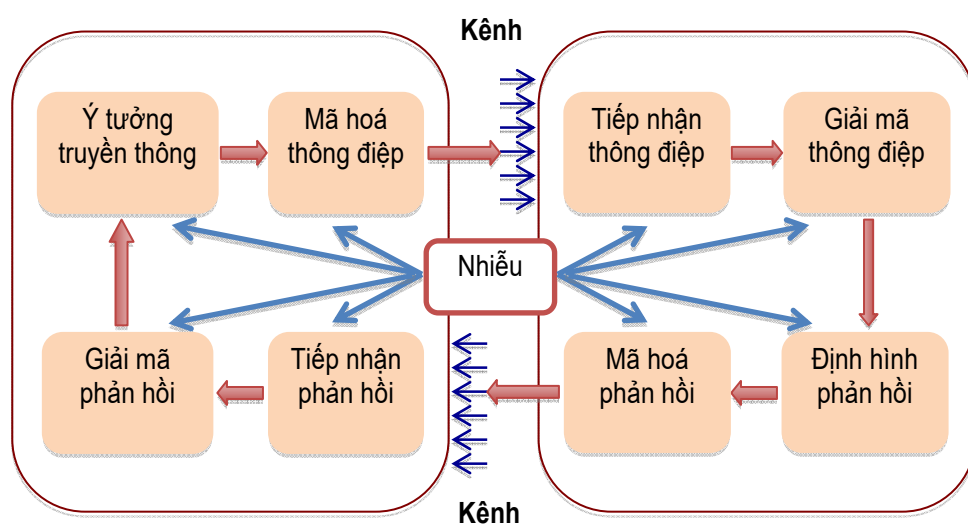 Kênh
Ý tưởng
truyền thông
Mã hoá
thông điệp
Tiếp nhận
thông điệp
Giải mã
thông điệp
Nhiễu
Giải mã
phản hồi
Tiếp nhận
phản hồi
Mã hoá
phản hồi
Định hình
phản hồi
Kênh